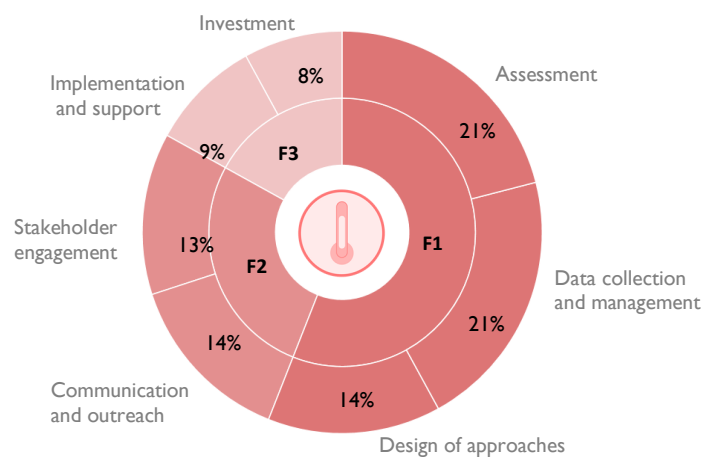 Investment
8%
Assessment
21%
Implementation
and support
9%
F3
F1
Stakeholder
engagement
13%
F2
Data collection
and management
21%
14%
Communication
and outreach
14%
Design of approaches